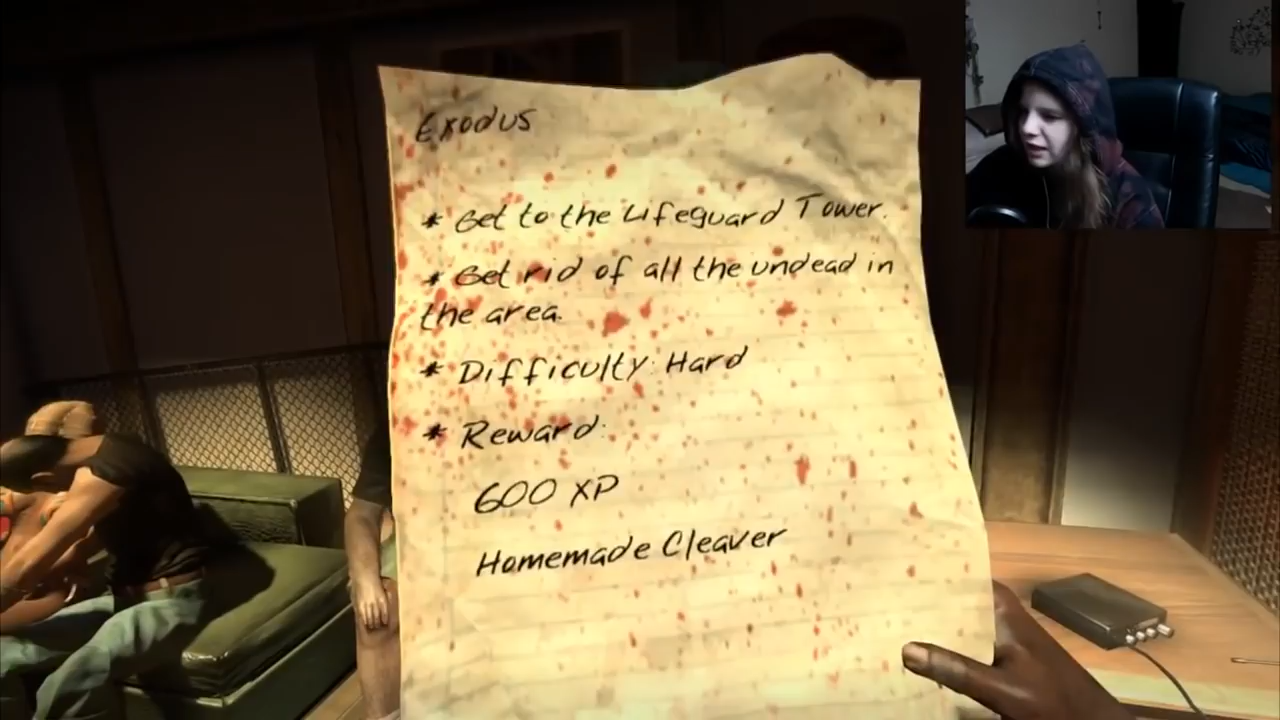 Exodus
* Get to the Lifeguard Tower.
* Get rid of all the undead in
the area.
* Difficulty: Hard
* Reward:
600 XP
Homemade Cleaver